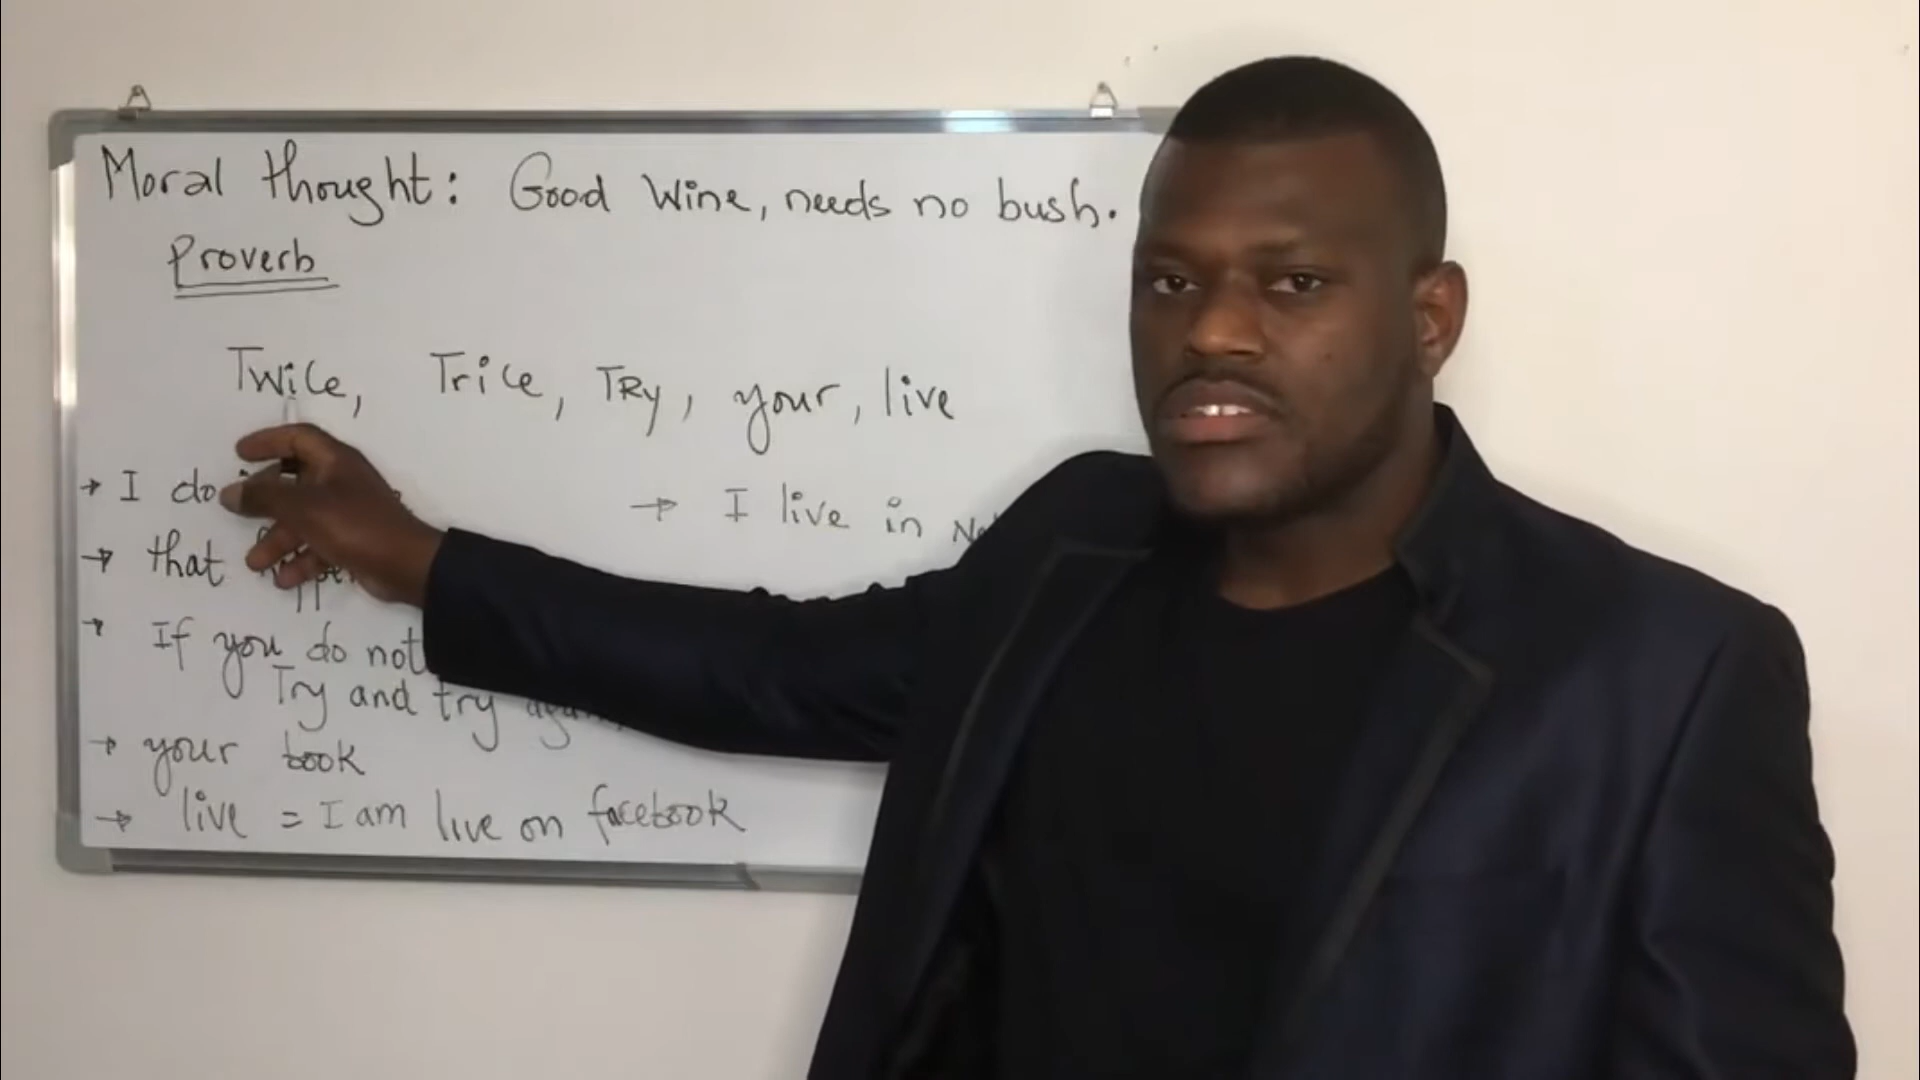 Moral thought: Good Wine, needs no bush.
Proverb
Twice, Trice, TRY, your, live
→ I do
→ I live in
→ that
→ If you do not
Try and try again
→ your book
→ live = I am live on facebook